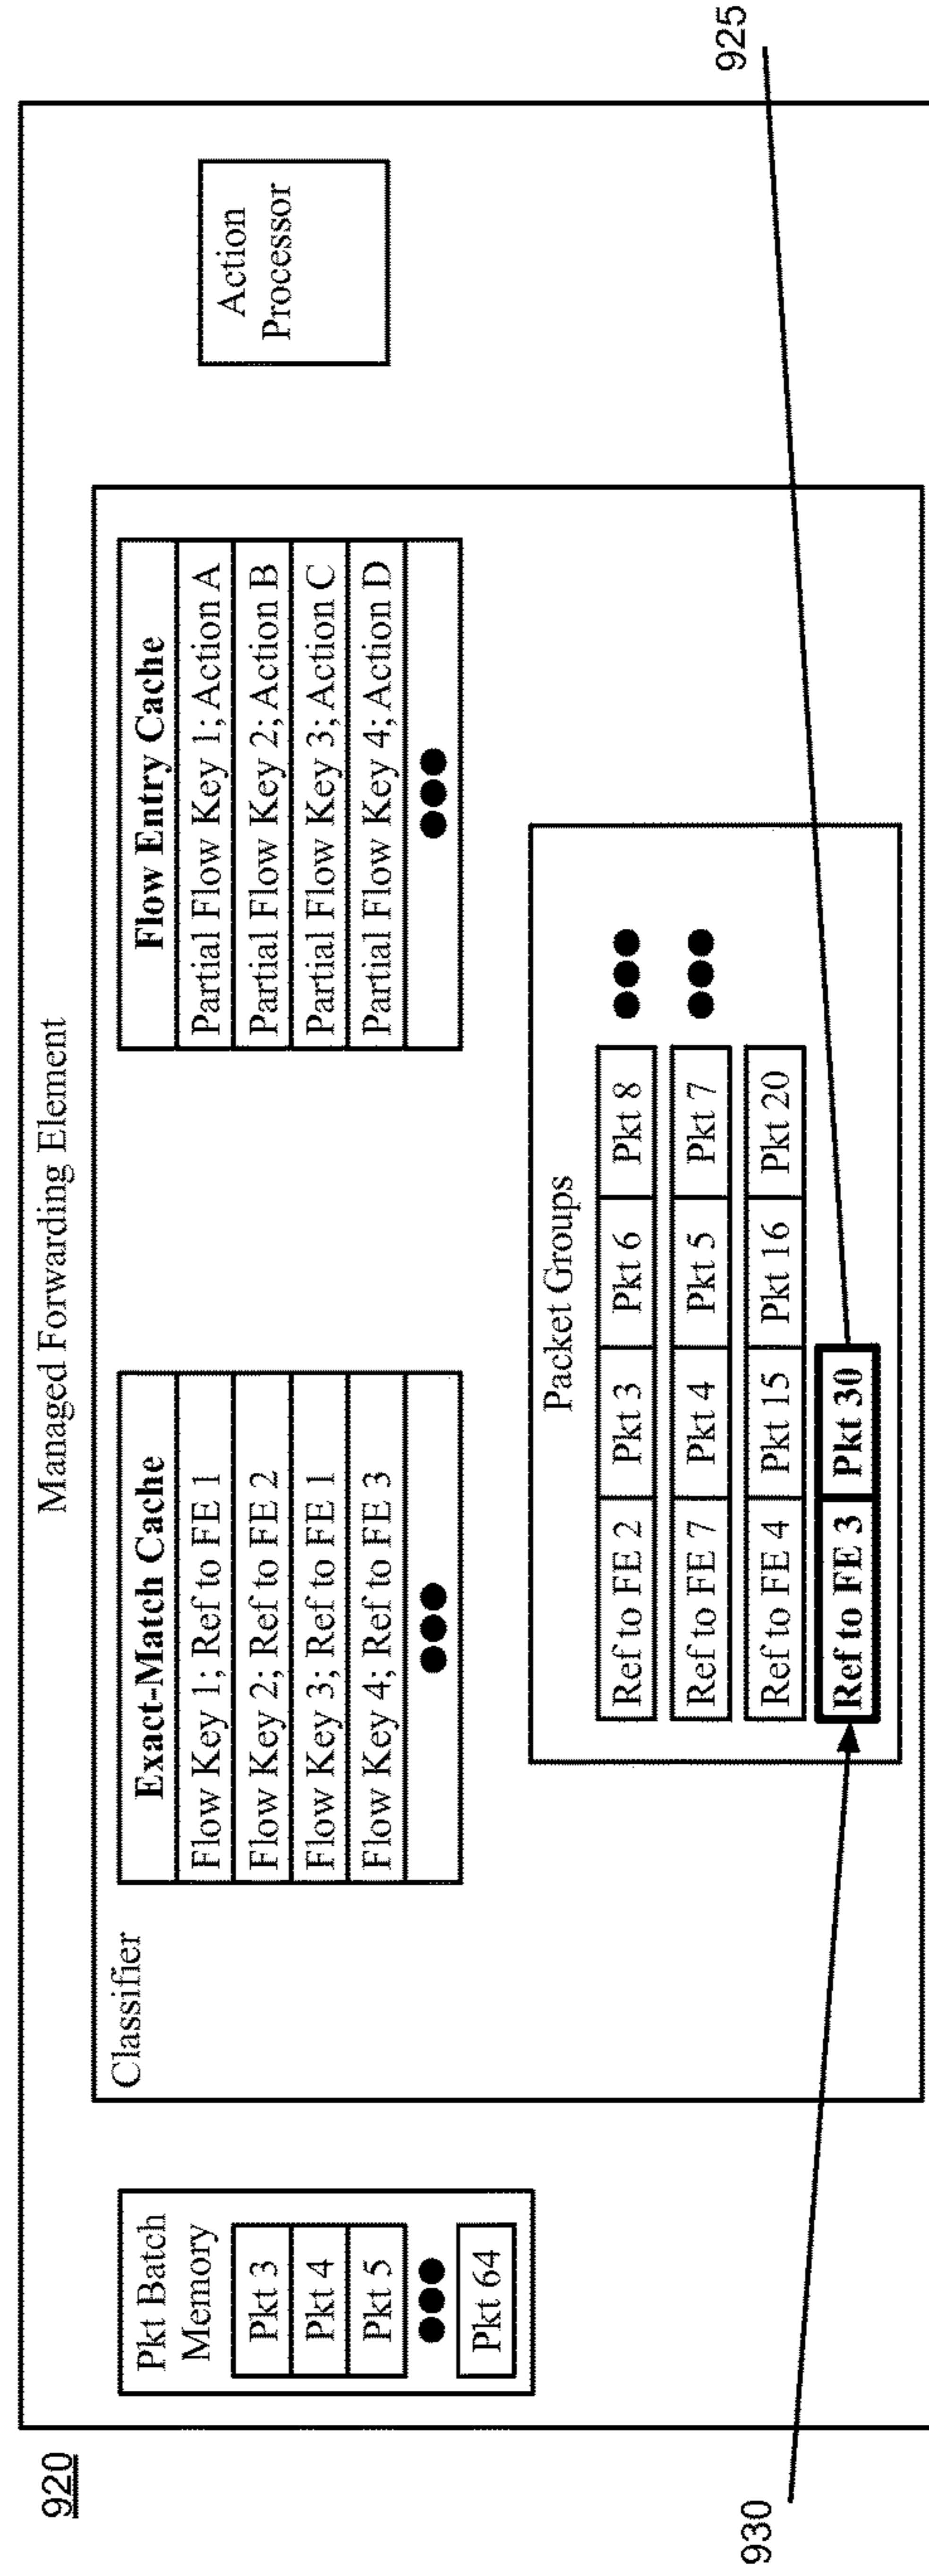 920
Managed Forwarding Element
Pkt Batch
Memory
Pkt 3
Pkt 4
Pkt 5
Pkt 64
Classifier
Exact-Match Cache
Flow Key 1; Ref to FE 1
Flow Key 2; Ref to FE 2
Flow Key 3; Ref to FE 1
Flow Key 4; Ref to FE 3
Flow Entry Cache
Partial Flow Key 1; Action A
Partial Flow Key 2; Action B
Partial Flow Key 3; Action C
Partial Flow Key 4; Action D
Action
Processor
Packet Groups
Ref to FE 2 Pkt 3 Pkt 6 Pkt 8
Ref to FE 7 Pkt 4 Pkt 5 Pkt 7
Ref to FE 4 Pkt 15 Pkt 16 Pkt 20
Ref to FE 3 Pkt 30
930
925